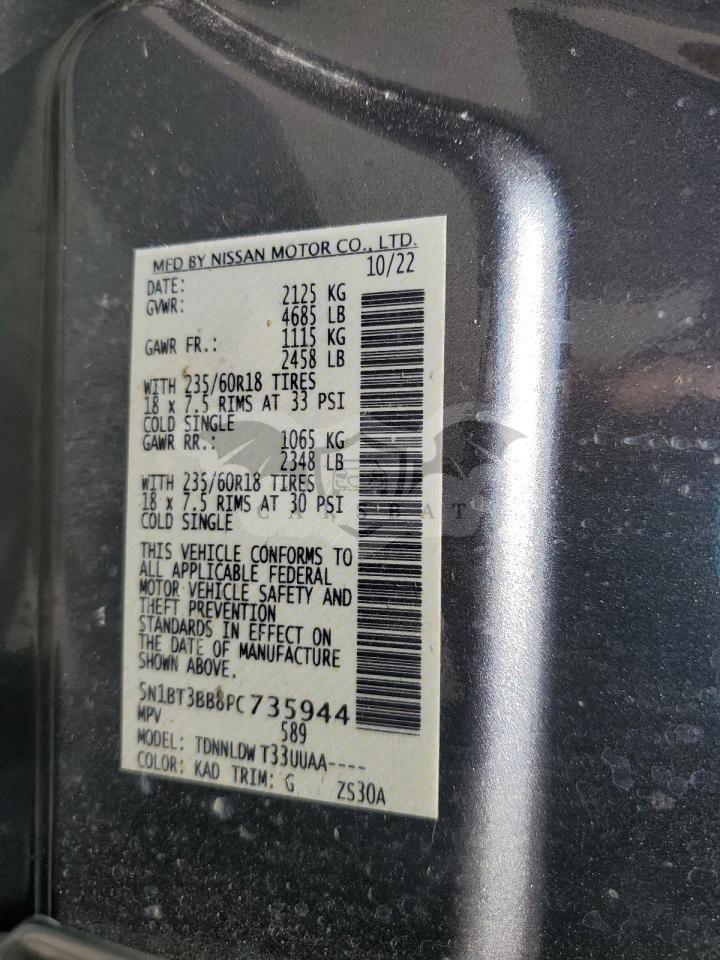 MFD BY NISSAN MOTOR CO., LTD.
DATE: 10/22
GVWR: 2125 KG
4685 LB
GAWR FR.: 1115 KG
2458 LB
WITH 235/60R18 TIRES
18 x 7.5 RIMS AT 33 PSI
COLD SINGLE
GAWR RR.: 1065 KG
2348 LB
WITH 235/60R18 TIRES
18 x 7.5 RIMS AT 30 PSI
COLD SINGLE
CARSBAT
THIS VEHICLE CONFORMS TO
ALL APPLICABLE FEDERAL
MOTOR VEHICLE SAFETY AND
THEFT PREVENTION
STANDARDS IN EFFECT ON
THE DATE OF MANUFACTURE
SHOWN ABOVE.
5N1BT3BB8PC735944
MPV 589
MODEL: TDNNLDW T33UUAA----
COLOR: KAD TRIM: G ZS30A